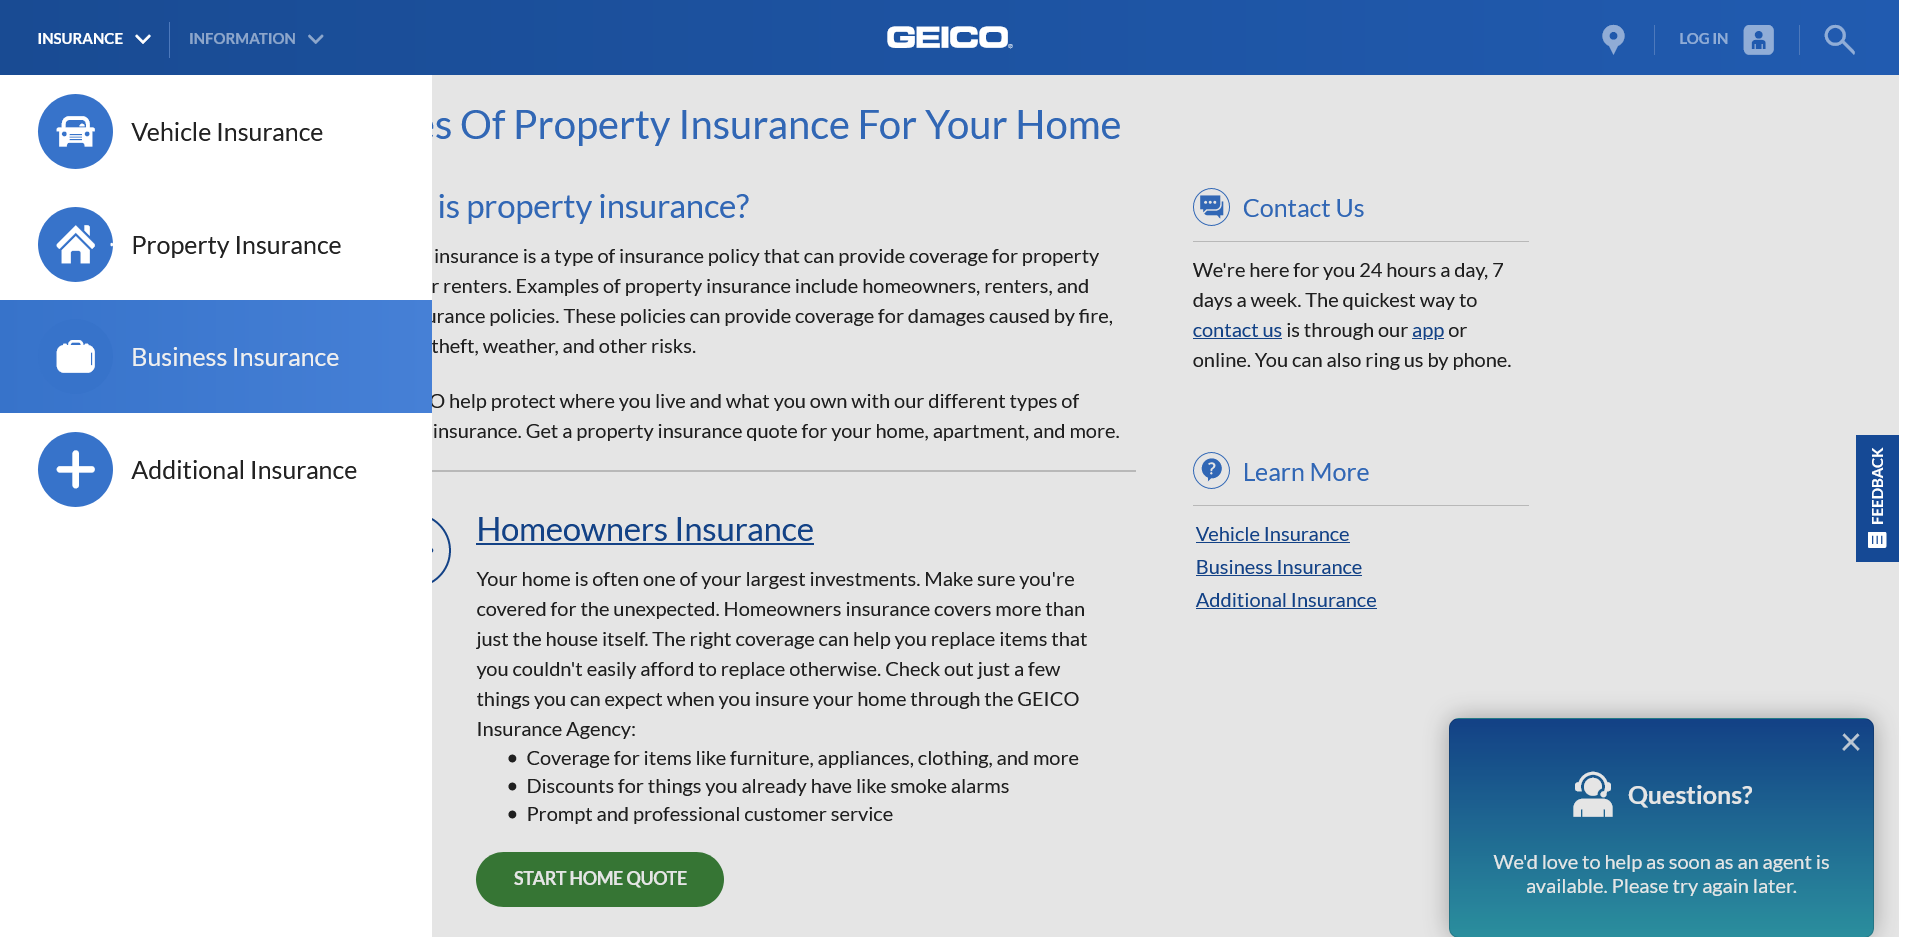 INSURANCE
INFORMATION
GEICO
LOG IN
Vehicle Insurance
Property Insurance
Business Insurance
Additional Insurance
Of Property Insurance For Your Home
is property insurance?
insurance is a type of insurance policy that can provide coverage for property
renters. Examples of property insurance include homeowners, renters, and
policies. These policies can provide coverage for damages caused by fire,
theft, weather, and other risks.
help protect where you live and what you own with our different types of
insurance. Get a property insurance quote for your home, apartment, and more.
Homeowners Insurance
Your home is often one of your largest investments. Make sure you're
covered for the unexpected. Homeowners insurance covers more than
just the house itself. The right coverage can help you replace items that
you couldn't easily afford to replace otherwise. Check out just a few
things you can expect when you insure your home through the GEICO
Insurance Agency:
• Coverage for items like furniture, appliances, clothing, and more
• Discounts for things you already have like smoke alarms
• Prompt and professional customer service
START HOME QUOTE
Contact Us
We're here for you 24 hours a day, 7
days a week. The quickest way to
contact us is through our app or
online. You can also ring us by phone.
Learn More
Vehicle Insurance
Business Insurance
Additional Insurance
FEEDBACK
Questions?
We'd love to help as soon as an agent is
available. Please try again later.